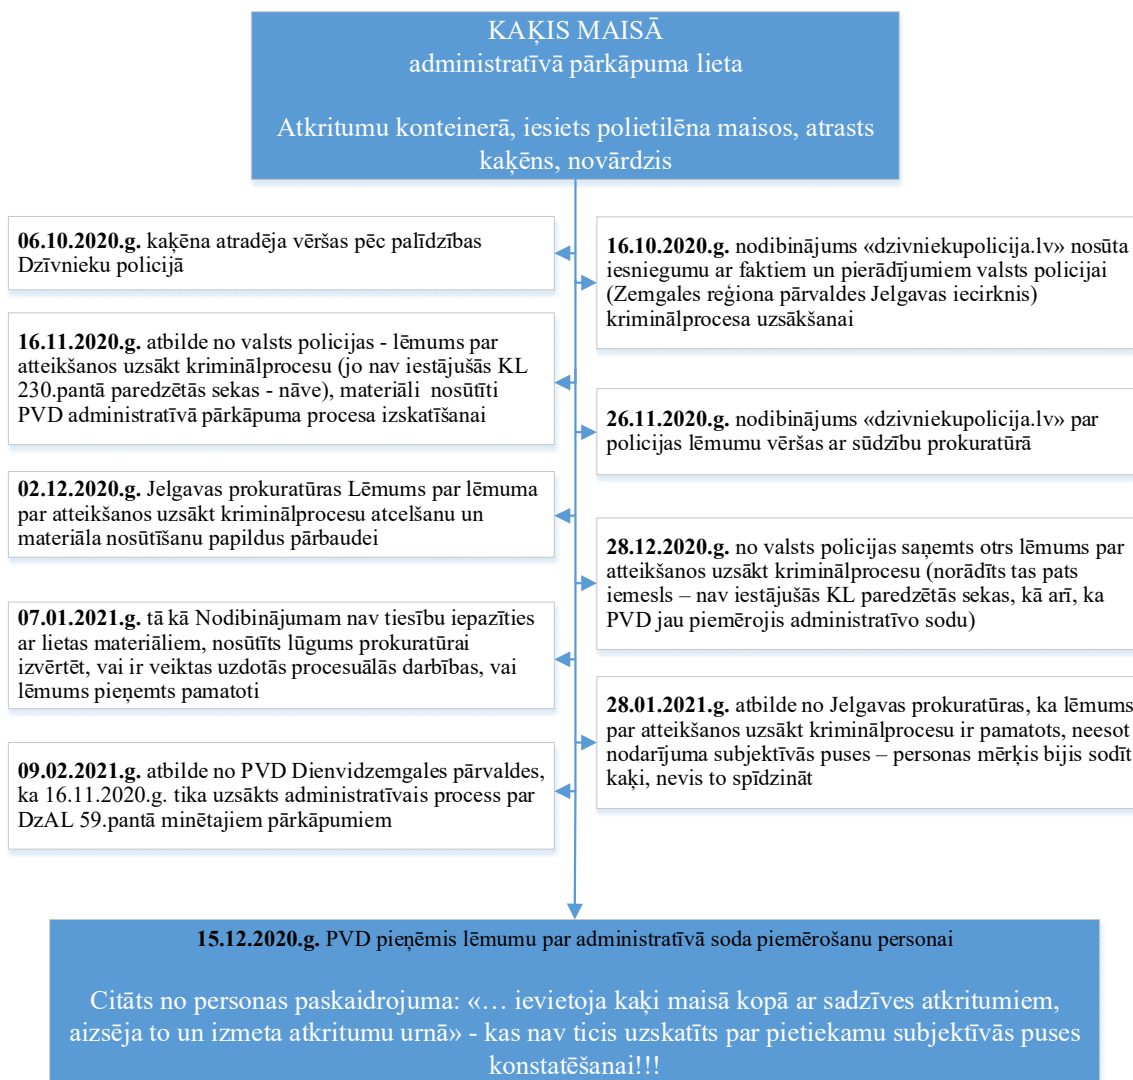 KAĶIS MAISĀ
administratīvā pārkāpuma lieta
Atkritumu konteinerā, iesiets polietilēna maisos, atrasts
kaķēns, novārdzis
06.10.2020.g. kaķēna atradēja vēršas pēc palīdzības
Dzīvnieku policijā
16.10.2020.g. nodibinājums «dzivniekupolicija.lv» nosūta
iesniegumu ar faktiem un pierādījumiem valsts policijai
(Zemgales reģiona pārvaldes Jelgavas iecirknis)
kriminālprocesa uzsākšanai
16.11.2020.g. atbilde no valsts policijas - lēmums par
atteikšanos uzsākt kriminālprocesu (jo nav iestājušās KL
230.pantā paredzētās sekas - nāve), materiāli nosūtīti
PVD administratīvā pārkāpuma procesa izskatīšanai
26.11.2020.g. nodibinājums «dzivniekupolicija.lv» par
policijas lēmumu vēršas ar sūdzību prokuratūrā
02.12.2020.g. Jelgavas prokuratūras Lēmums par lēmuma
par atteikšanos uzsākt kriminālprocesu atcelšanu un
materiāla nosūtīšanu papildus pārbaudei
28.12.2020.g. no valsts policijas saņemts otrs lēmums par
atteikšanos uzsākt kriminālprocesu (norādīts tas pats
iemesls – nav iestājušās KL paredzētās sekas, kā arī, ka
PVD jau piemērojis administratīvo sodu)
07.01.2021.g. tā kā Nodibinājumam nav tiesību iepazīties
ar lietas materiāliem, nosūtīts lūgums prokuratūrai
izvērtēt, vai ir veiktas uzdotās procesuālās darbības, vai
lēmums pieņemts pamatoti
28.01.2021.g. atbilde no Jelgavas prokuratūras, ka lēmums
par atteikšanos uzsākt kriminālprocesu ir pamatots, neesot
nodarījuma subjektīvās puses – personas mērķis bijis sodīt
kaķi, nevis to spīdzināt
09.02.2021.g. atbilde no PVD Dienvidzemgales pārvaldes,
ka 16.11.2020.g. tika uzsākts administratīvais process par
DzAL 59.pantā minētajiem pārkāpumiem
15.12.2020.g. PVD pieņēmis lēmumu par administratīvā soda piemērošanu personai
Citāts no personas paskaidrojuma: «… ievietoja kaķi maisā kopā ar sadzīves atkritumiem,
aizsēja to un izmeta atkritumu urnā» - kas nav ticis uzskatīts par pietiekamu subjektīvās puses
konstatēšanai!!!